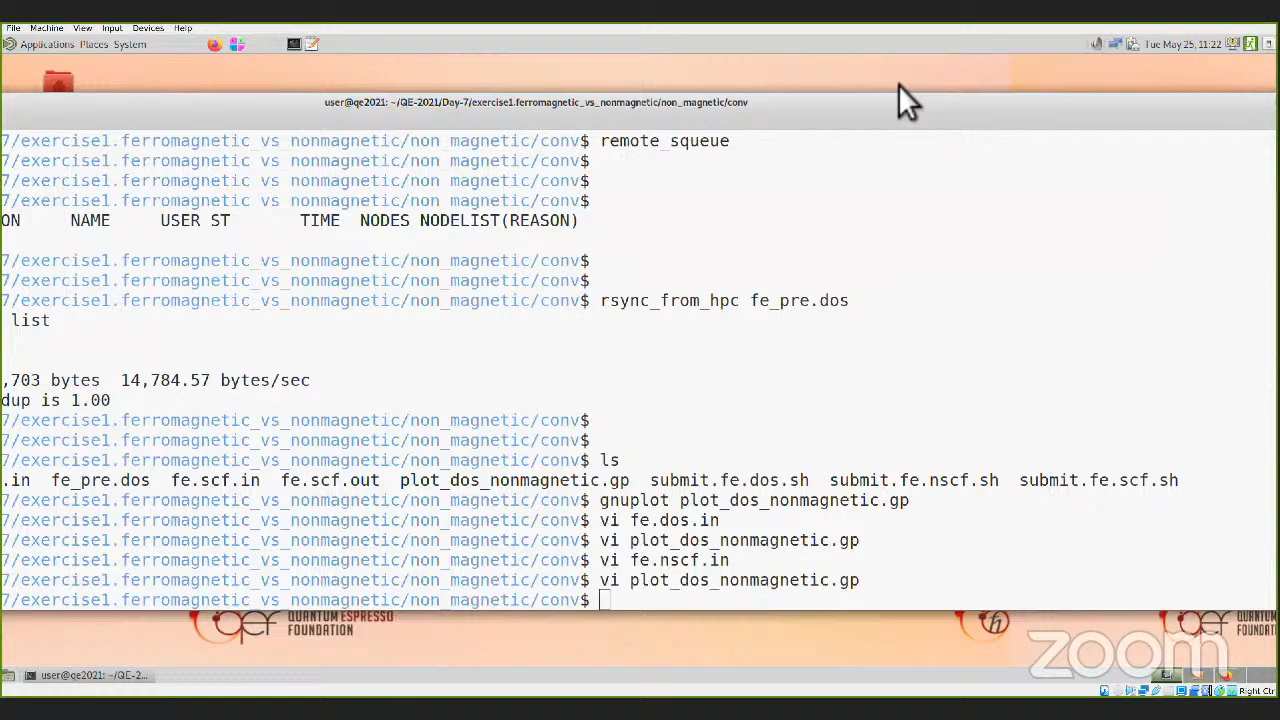 File Machine View Input Devices Help
Applications Places System Tue May 25, 11:22
user@qe2021: ~/QE-2021/Day-7/exercise1.ferromagnetic_vs_nonmagnetic/non_magnetic/conv
7/exercise1.ferromagnetic_vs_nonmagnetic/non_magnetic/conv$ remote_squeue
7/exercise1.ferromagnetic_vs_nonmagnetic/non_magnetic/conv$
7/exercise1.ferromagnetic_vs_nonmagnetic/non_magnetic/conv$
7/exercise1.ferromagnetic_vs_nonmagnetic/non_magnetic/conv$
ON NAME USER ST TIME NODES NODELIST(REASON)
7/exercise1.ferromagnetic_vs_nonmagnetic/non_magnetic/conv$
7/exercise1.ferromagnetic_vs_nonmagnetic/non_magnetic/conv$
7/exercise1.ferromagnetic_vs_nonmagnetic/non_magnetic/conv$ rsync_from_hpc fe_pre.dos
list
,703 bytes 14,784.57 bytes/sec
dup is 1.00
7/exercise1.ferromagnetic_vs_nonmagnetic/non_magnetic/conv$
7/exercise1.ferromagnetic_vs_nonmagnetic/non_magnetic/conv$
7/exercise1.ferromagnetic_vs_nonmagnetic/non_magnetic/conv$ ls
.in fe_pre.dos fe.scf.in fe.scf.out plot_dos_nonmagnetic.gp submit.fe.dos.sh submit.fe.nscf.sh submit.fe.scf.sh
7/exercise1.ferromagnetic_vs_nonmagnetic/non_magnetic/conv$ gnuplot plot_dos_nonmagnetic.gp
7/exercise1.ferromagnetic_vs_nonmagnetic/non_magnetic/conv$ vi fe.dos.in
7/exercise1.ferromagnetic_vs_nonmagnetic/non_magnetic/conv$ vi plot_dos_nonmagnetic.gp
7/exercise1.ferromagnetic_vs_nonmagnetic/non_magnetic/conv$ vi fe.nscf.in
7/exercise1.ferromagnetic_vs_nonmagnetic/non_magnetic/conv$ vi plot_dos_nonmagnetic.gp
7/exercise1.ferromagnetic_vs_nonmagnetic/non_magnetic/conv$
QUANTUM ESPRESSO QUANTUM
FOUNDATION FOUNDAT
zoom
user@qe2021: ~/QE-2...
Right Ctrl